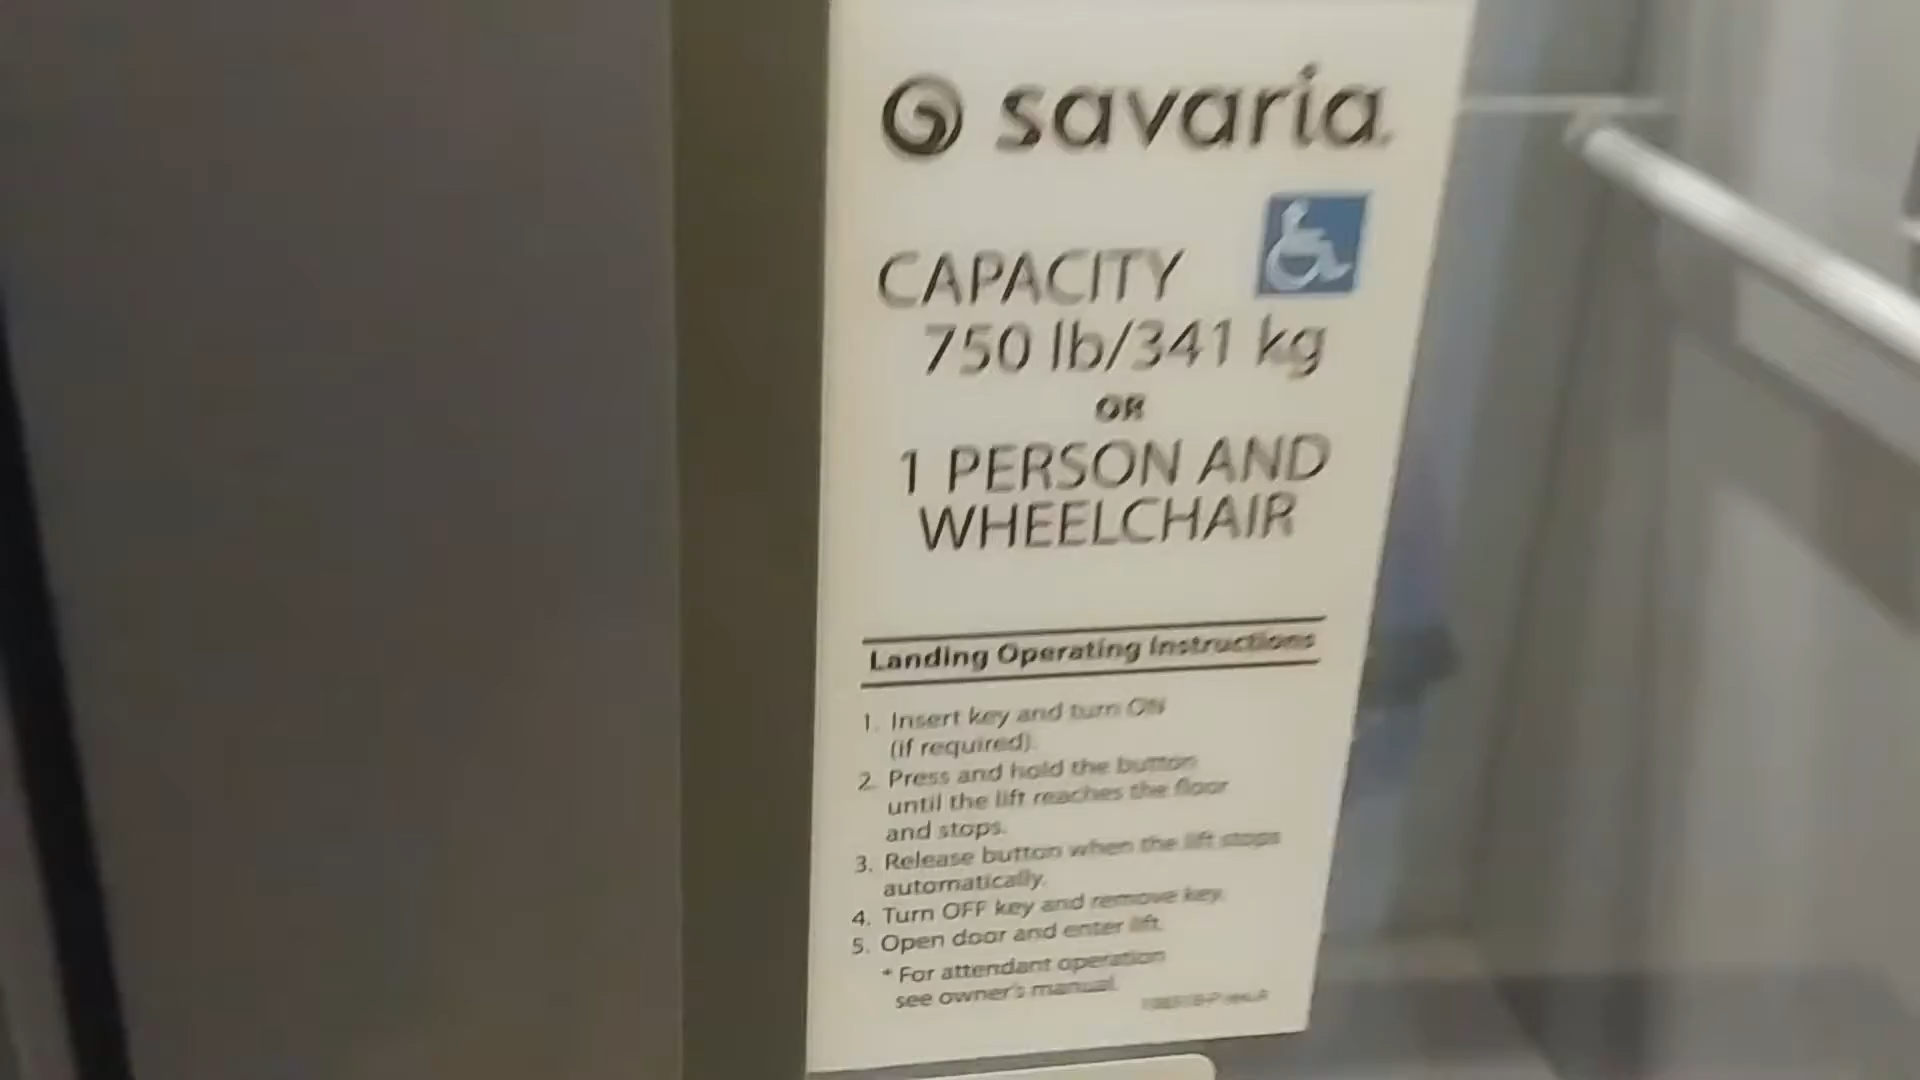 savaria.
CAPACITY
750 lb/341 kg
OR
1 PERSON AND
WHEELCHAIR
Landing Operating Instructions
1. Insert key and turn ON
(if required).
2. Press and hold the button
until the lift reaches the floor
and stops.
3. Release button when the lift stops
automatically.
4. Turn OFF key and remove key.
5. Open door and enter lift.
* For attendant operation
see owner's manual.